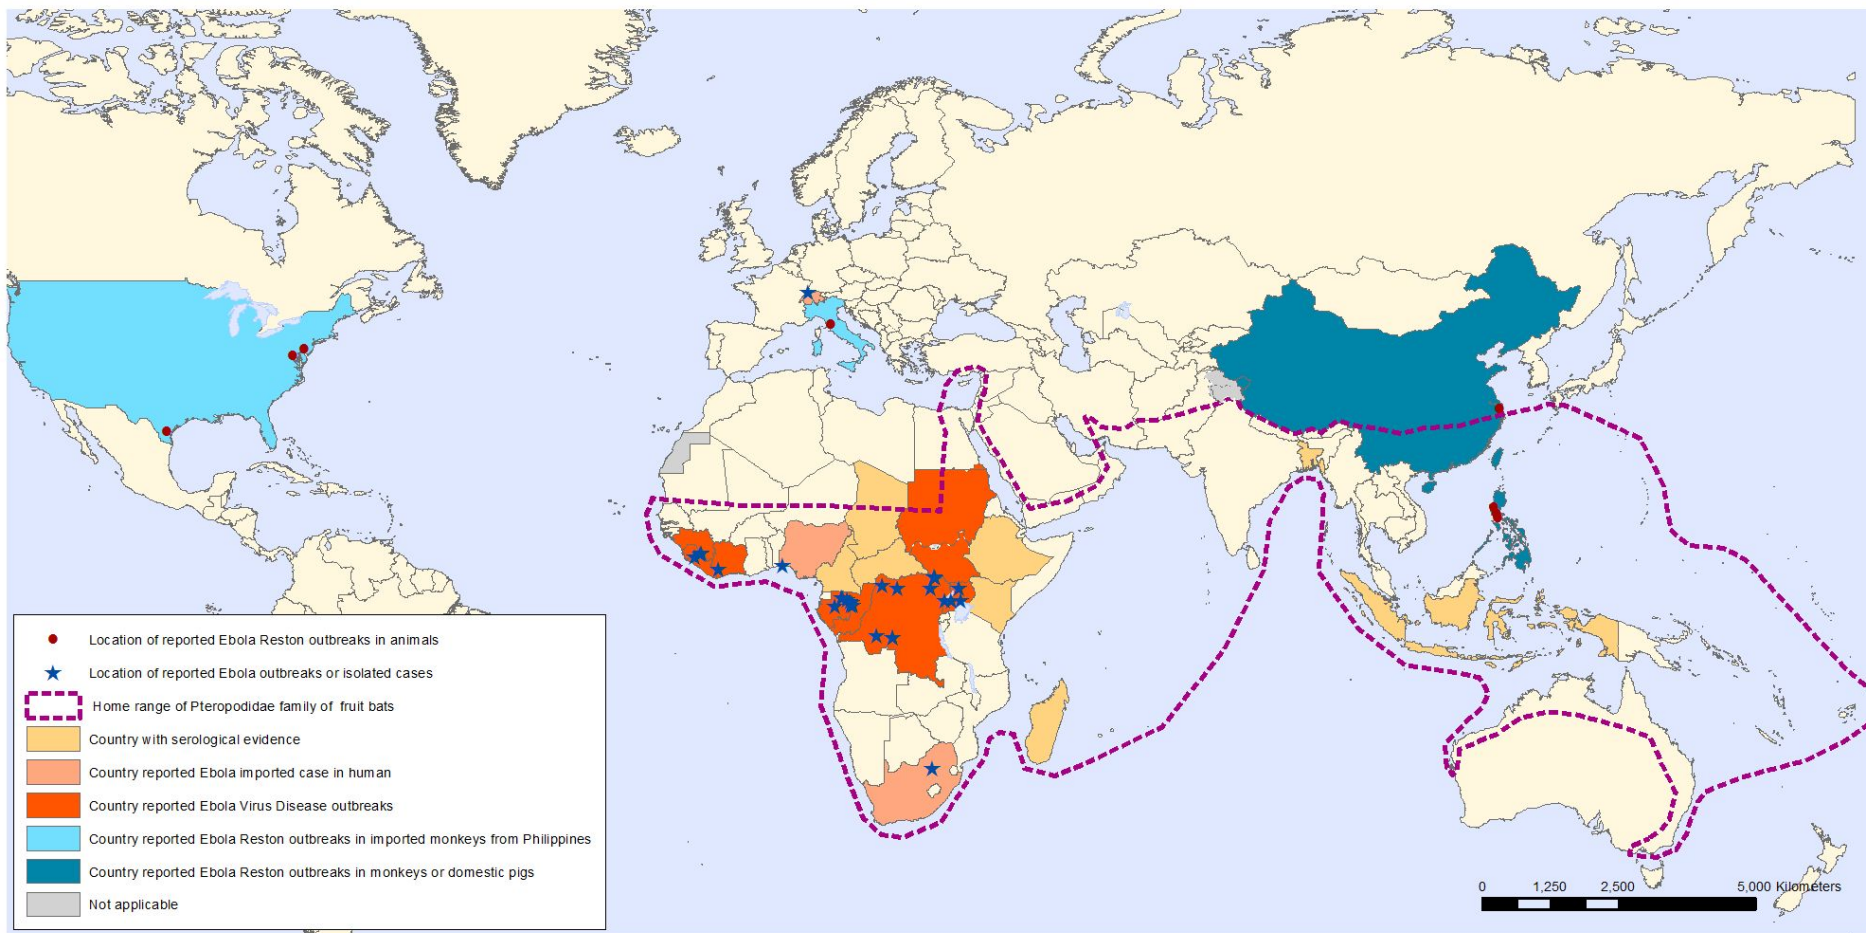 Location of reported Ebola Reston outbreaks in animals
Location of reported Ebola outbreaks or isolated cases
Home range of Pteropodidae family of fruit bats
Country with serological evidence
Country reported Ebola imported case in human
Country reported Ebola Virus Disease outbreaks
Country reported Ebola Reston outbreaks in imported monkeys from Philippines
Country reported Ebola Reston outbreaks in monkeys or domestic pigs
Not applicable
0 1,250 2,500 5,000 Kilometers